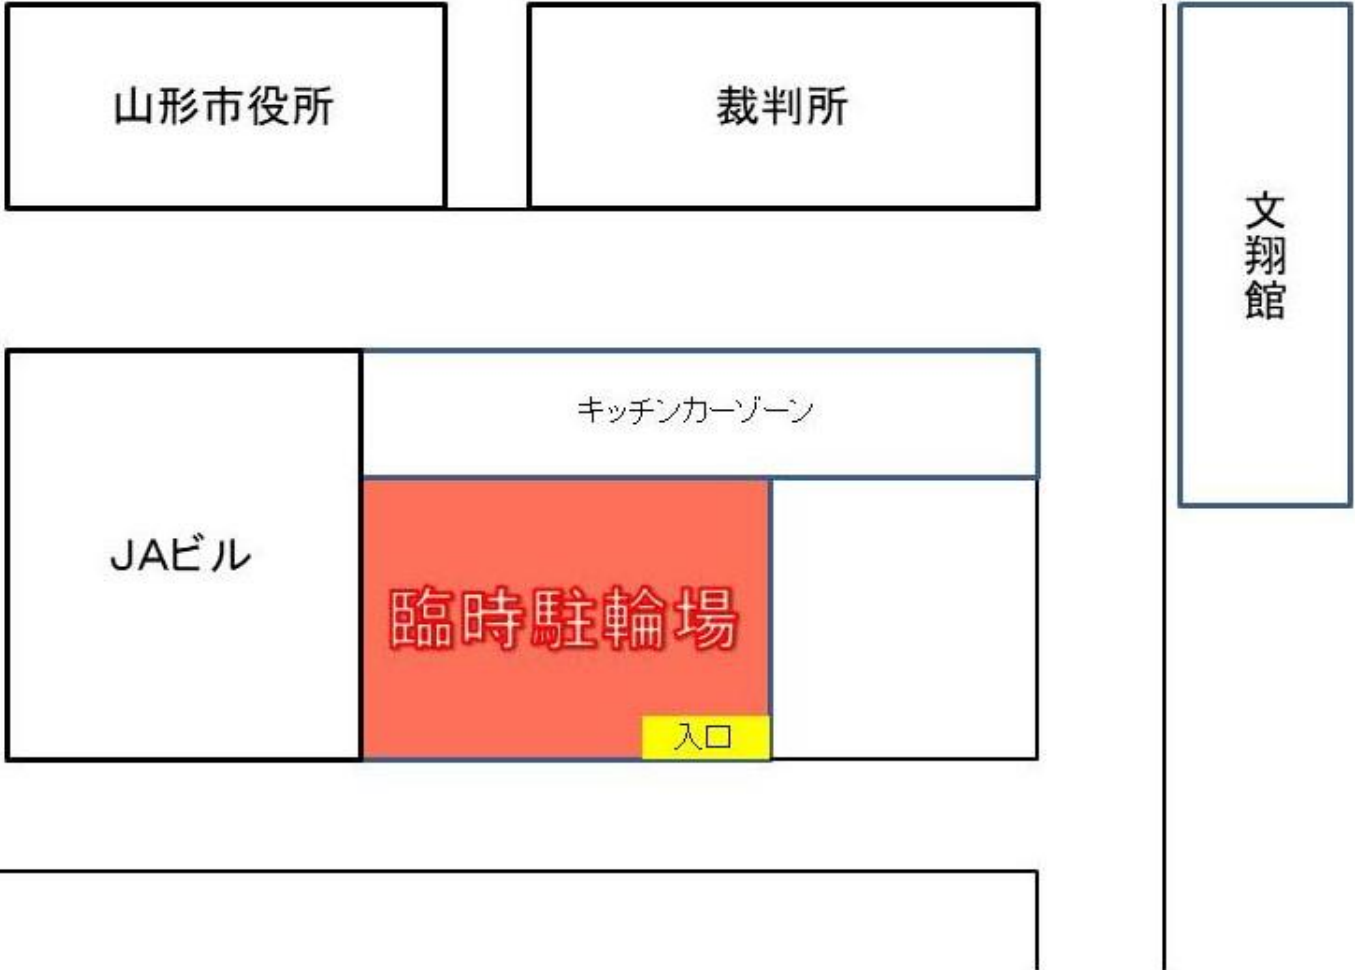 山形市役所
裁判所
文翔館
キッチンカーゾーン
JAビル
臨時駐輪場
入口